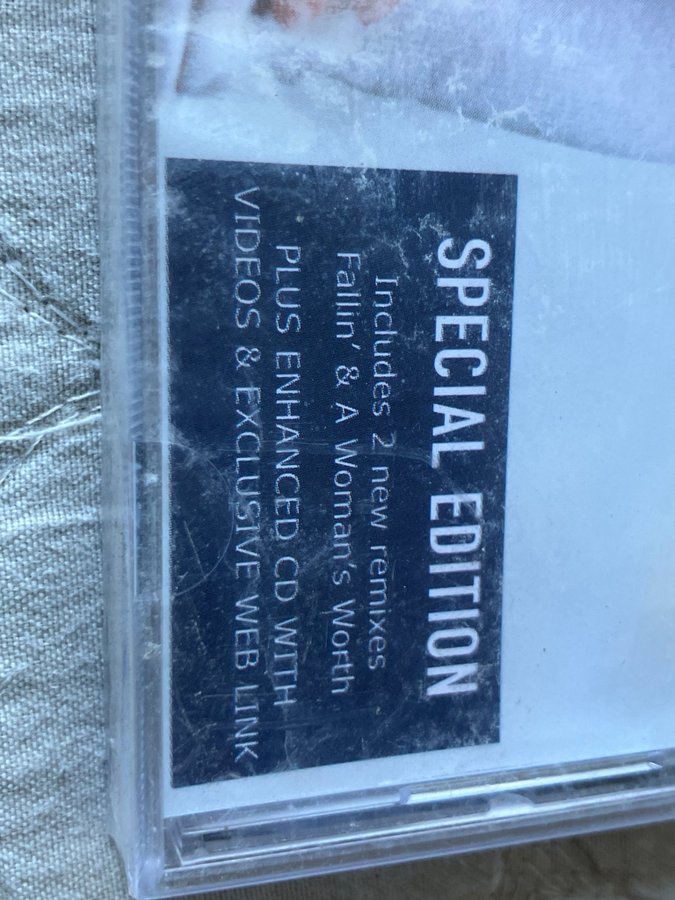 SPECIAL EDITION
Includes 2 new remixes
Fallin' & A Woman's Worth
PLUS ENHANCED CD WITH
VIDEOS & EXCLUSIVE WEB LINK